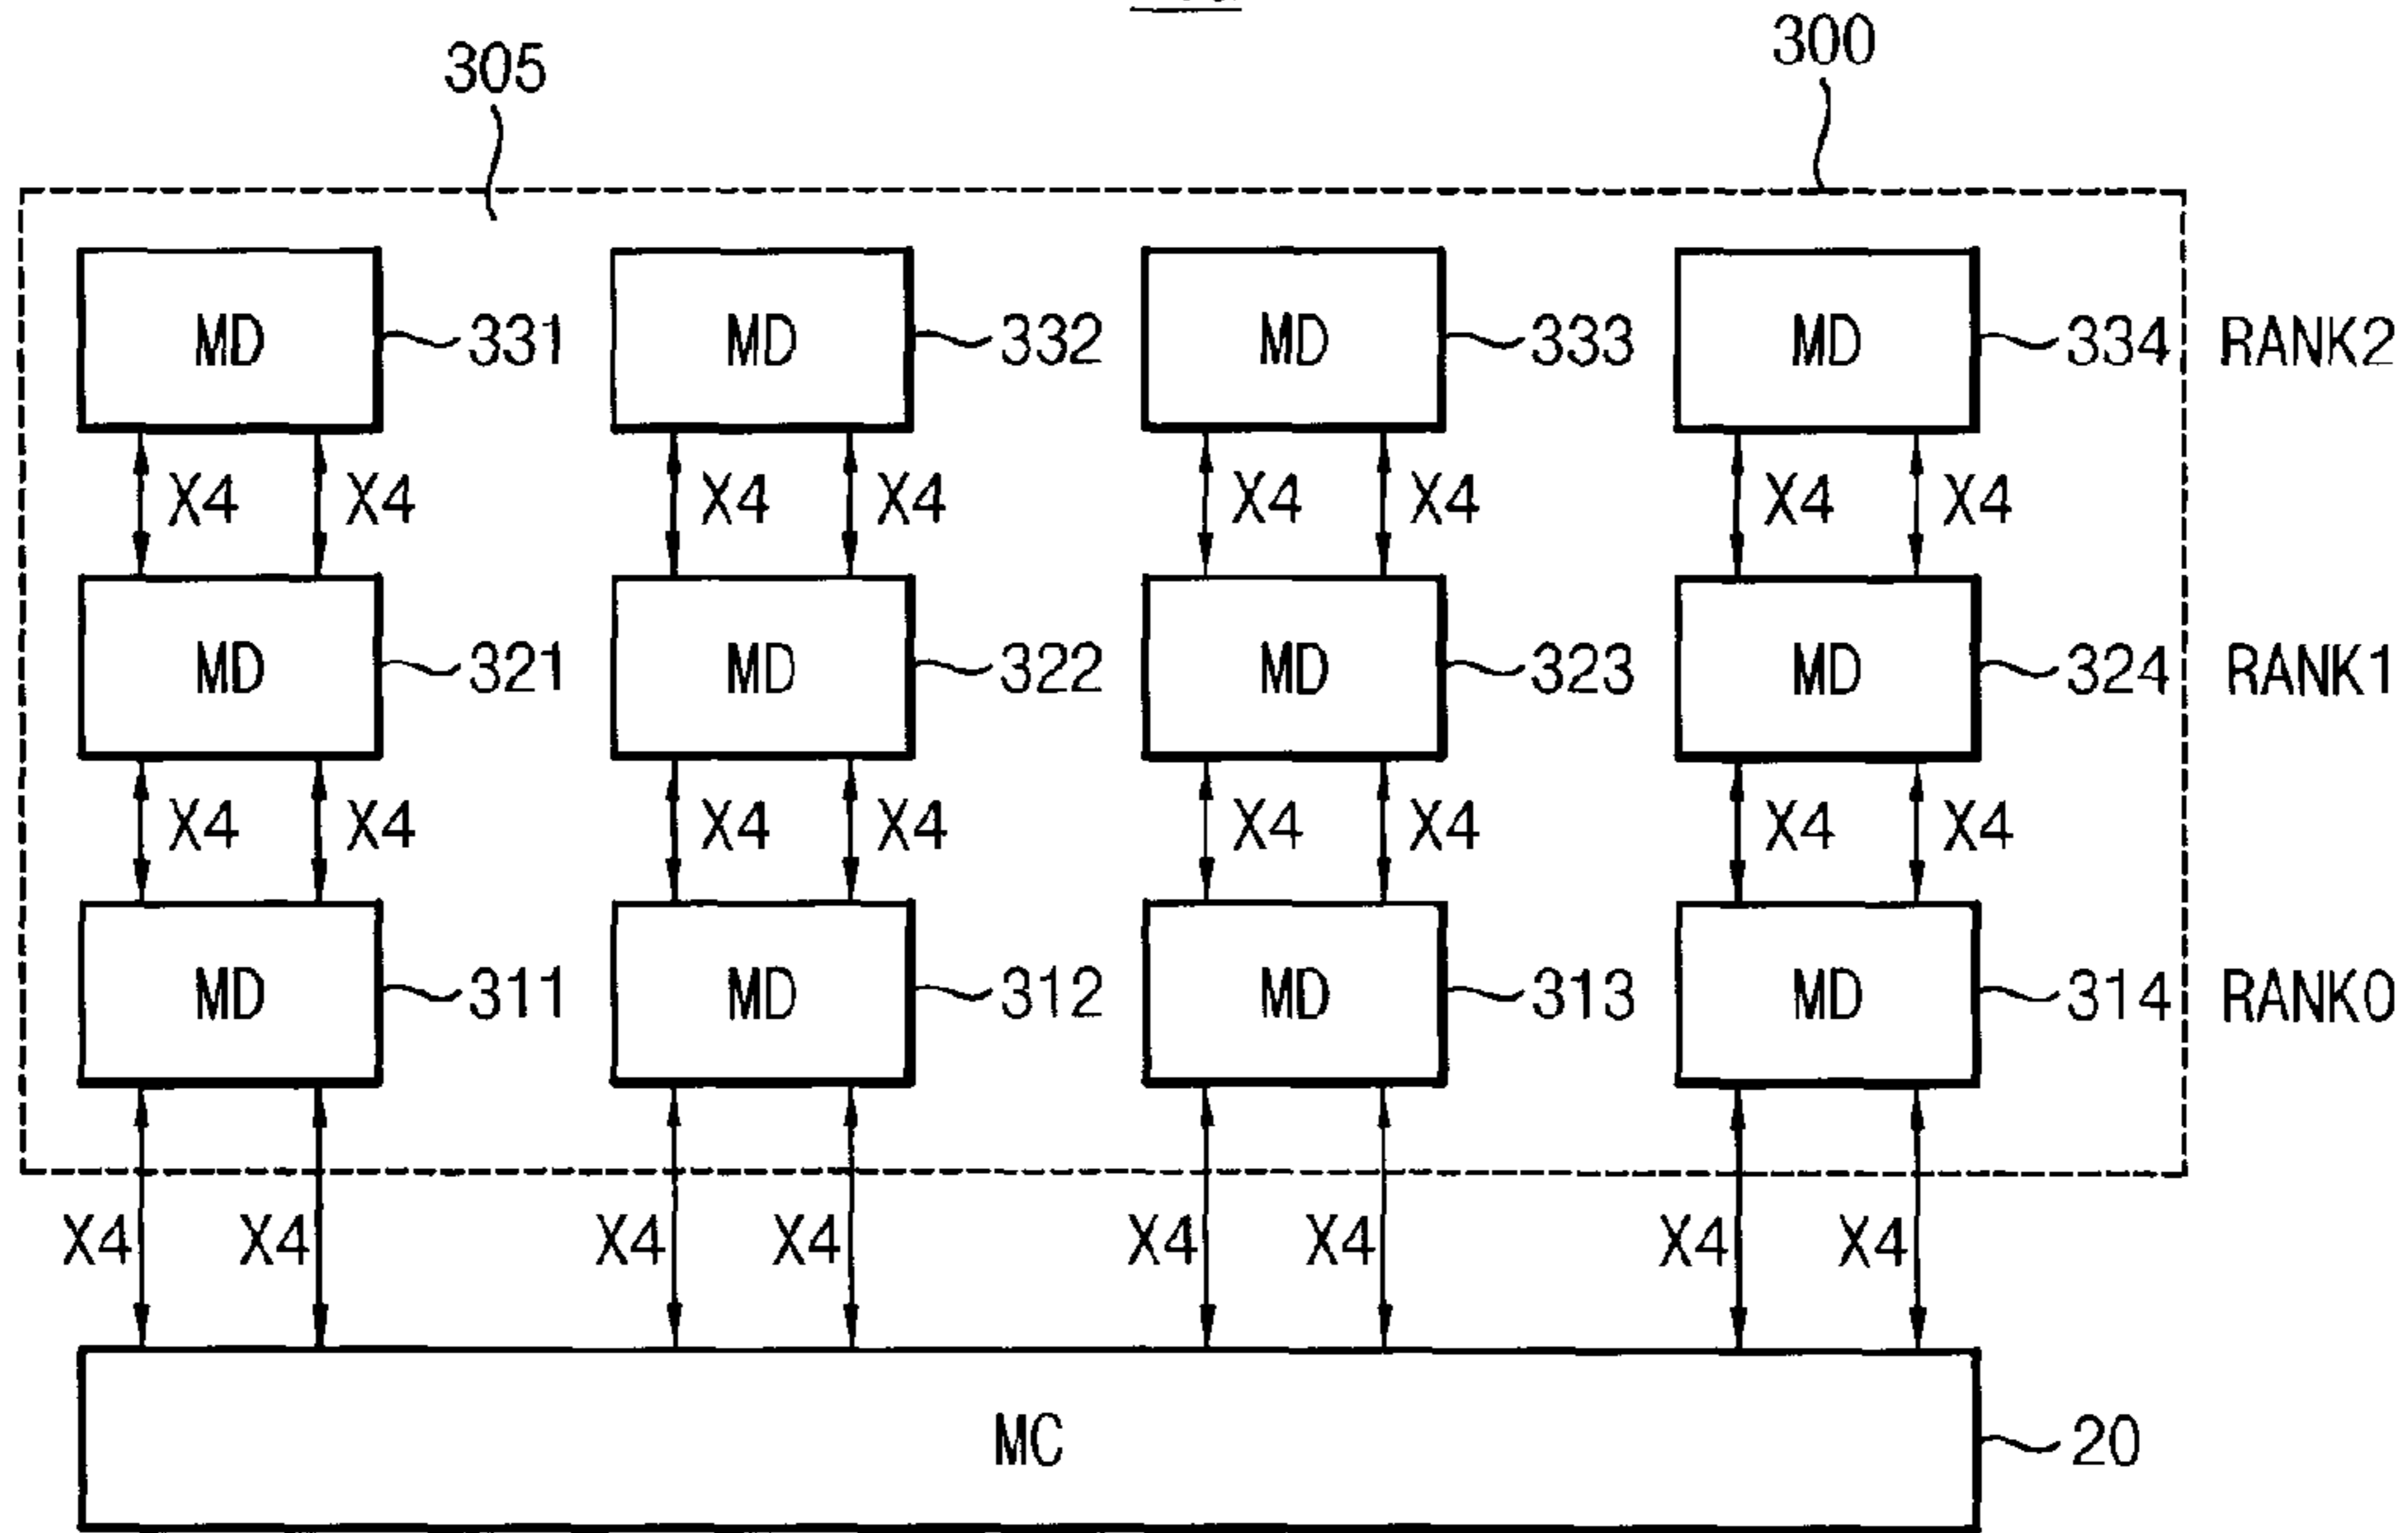 305 300
MD 331 MD 332 MD 333 MD 334 RANK2
X4 X4 X4 X4 X4 X4 X4 X4
MD 321 MD 322 MD 323 MD 324 RANK1
X4 X4 X4 X4 X4 X4 X4 X4
MD 311 MD 312 MD 313 MD 314 RANK0
X4 X4 X4 X4 X4 X4 X4 X4
MC 20